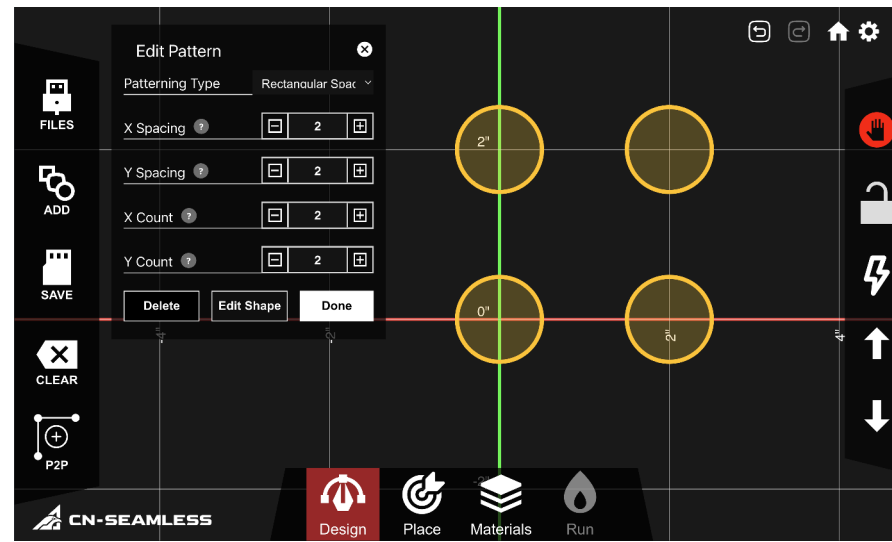 Edit Pattern
Patterning Type Rectangular Spac
X Spacing ? 2
Y Spacing ? 2
X Count ? 2
Y Count ? 2
Delete Edit Shape Done
FILES
ADD
SAVE
CLEAR
P2P
2"
0"
-4"
-2"
2"
4"
-2"
CN-SEAMLESS
Design Place Materials Run